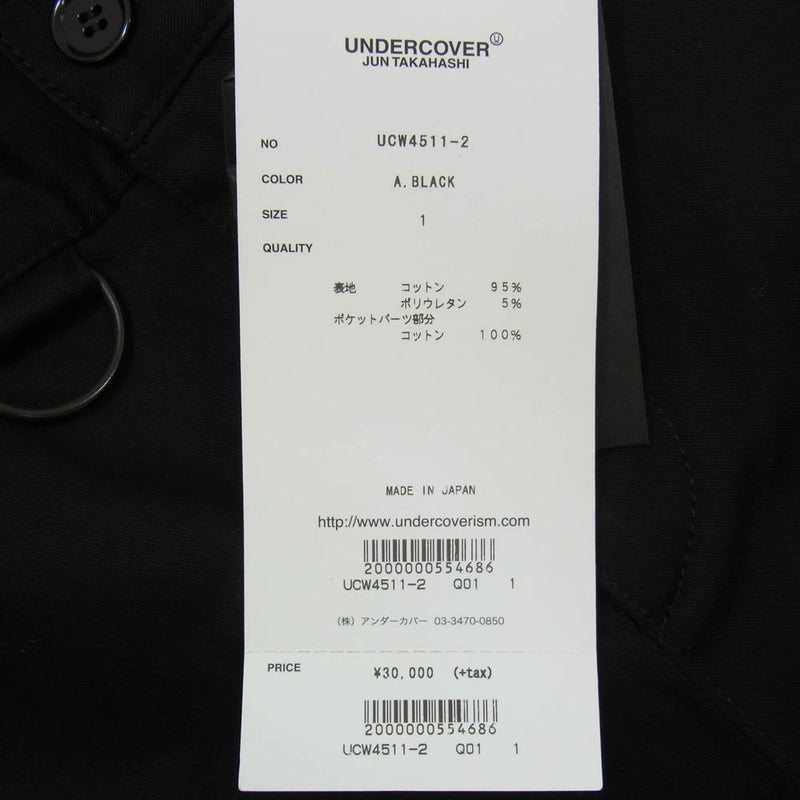 UNDERCOVER U
JUN TAKAHASHI
NO UCW4511-2
COLOR A.BLACK
SIZE 1
QUALITY
表地 コットン 95%
ポリウレタン 5%
ポケットパーツ部分
コットン 100%
MADE IN JAPAN
http://www.undercoverism.com
2000000554686
UCW4511-2 Q01 1
(株) アンダーカバー 03-3470-0850
PRICE ¥30,000 (+tax)
2000000554686
UCW4511-2 Q01 1